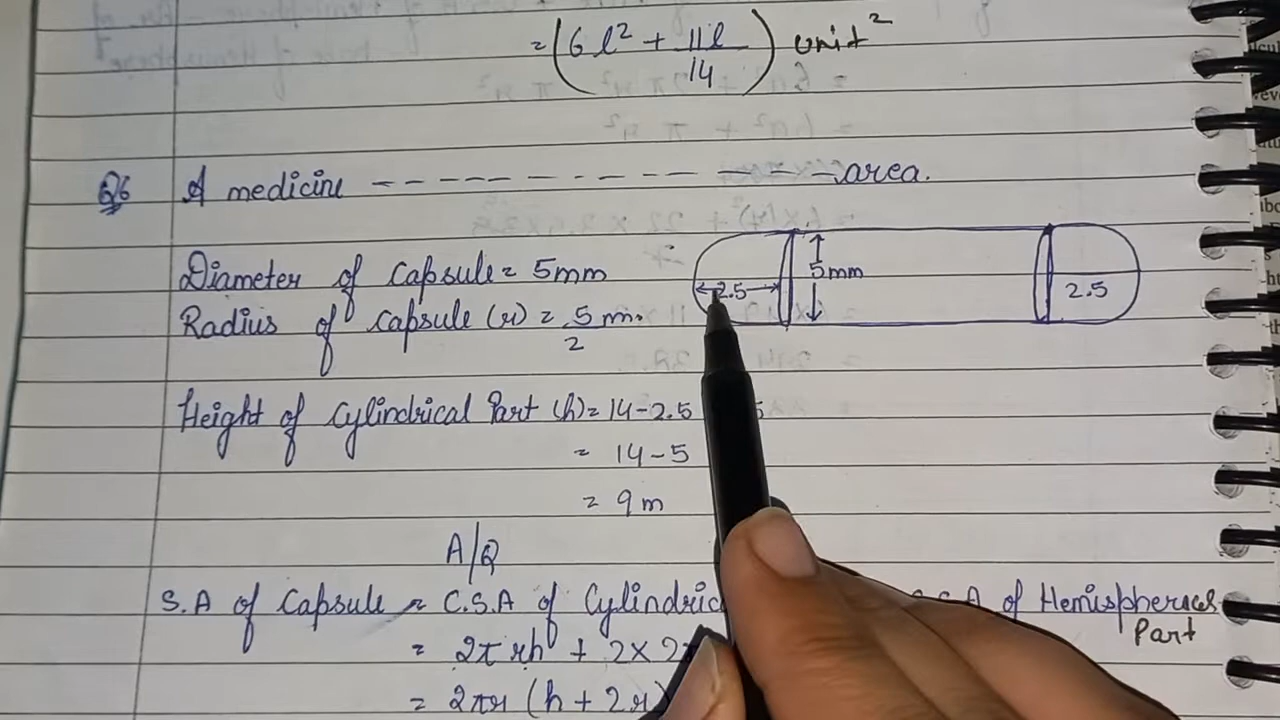 = (6l² + 11l/14) unit²
Q6 A medicine ------------- area.
Diameter of Capsule = 5mm
5mm
2.5
2.5
Radius of Capsule (r) = 5/2 m.
Height of Cylindrical Part (h) = 14-2.5
= 14-5
= 9m
A/Q
S.A of Capsule = C.S.A of Cylindric of Hemispherical
Part
= 2πrh + 2×2
= 2πr (h + 2r)